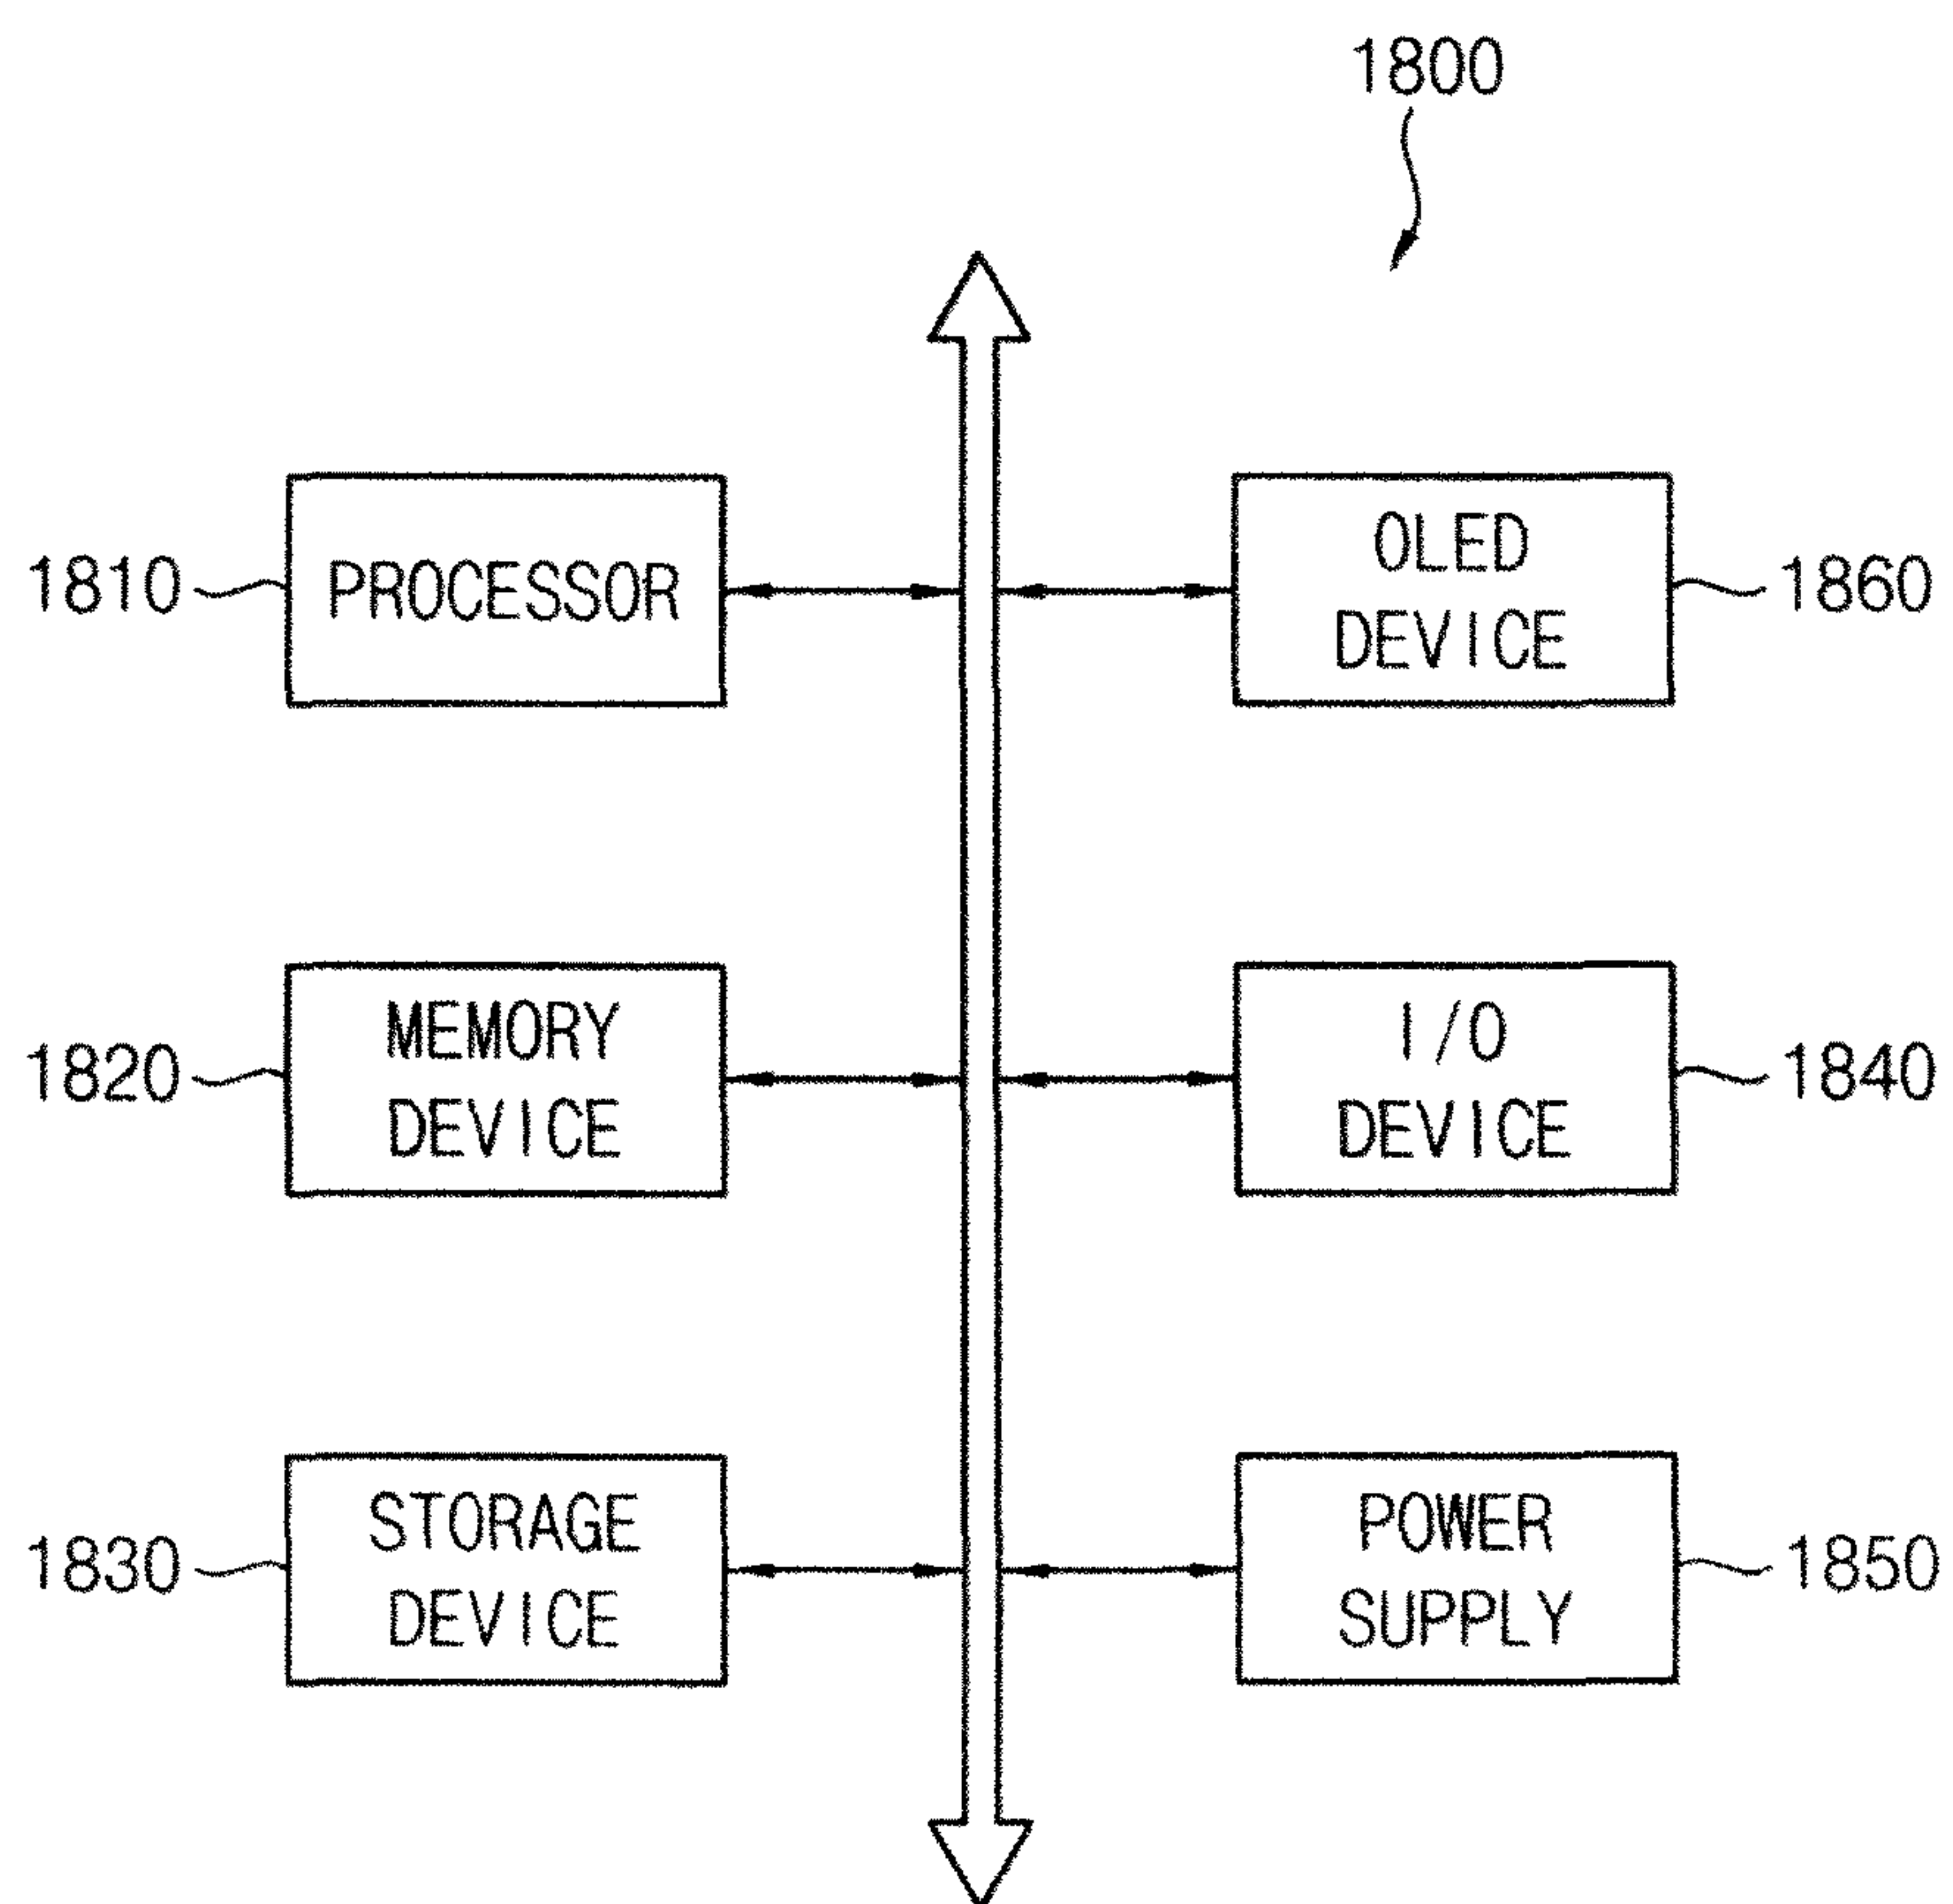 1800
1810
PROCESSOR
OLED
DEVICE
1860
1820
MEMORY
DEVICE
I/O
DEVICE
1840
1830
STORAGE
DEVICE
POWER
SUPPLY
1850